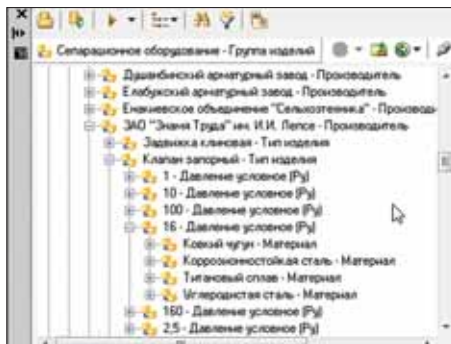 Сепарационное оборудование - Группа изделий
Душанбинский арматурный завод - Производитель
Елабужский арматурный завод - Производитель
Енакиевское объединение "Сельхозтехника" - Производи
ЗАО "Знамя Труда" им. И.И. Лепсе - Производитель
Задвижка клиновая - Тип изделия
Клапан запорный - Тип изделия
1 - Давление условное (Ру)
10 - Давление условное (Ру)
100 - Давление условное (Ру)
16 - Давление условное (Ру)
Ковкий чугун - Материал
Коррозионностойкая сталь - Материал
Титановый сплав - Материал
Углеродистая сталь - Материал
160 - Давление условное (Ру)
2,5 - Давление условное (Ру)